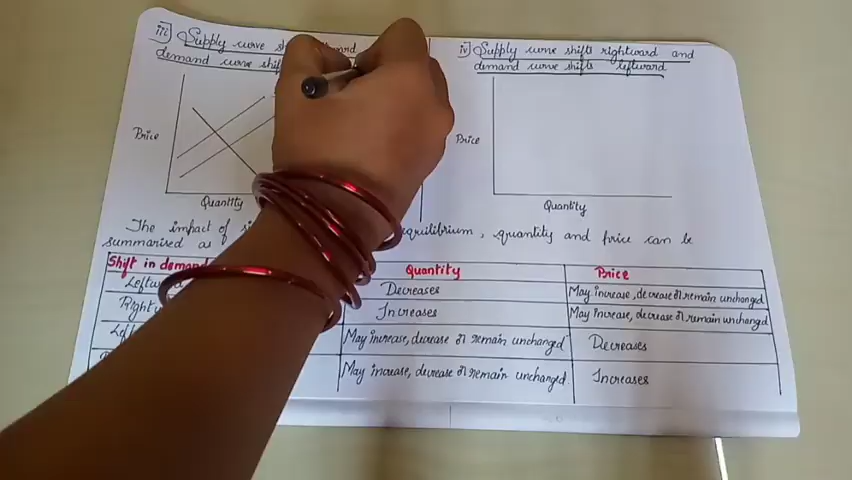 iii] Supply curve
demand curve
Price
Quantity
iv] Supply curve shifts rightward and
demand curve shifts leftward
Price
Quantity
The impact of equilibrium, quantity and price can be
summarised as
Shift in demand Quantity Price
Decreases May increase, decrease or remain unchanged
Increases May increase, decrease or remain unchanged
May increase, decrease or remain unchanged Decreases
May increase, decrease or remain unchanged. Increases